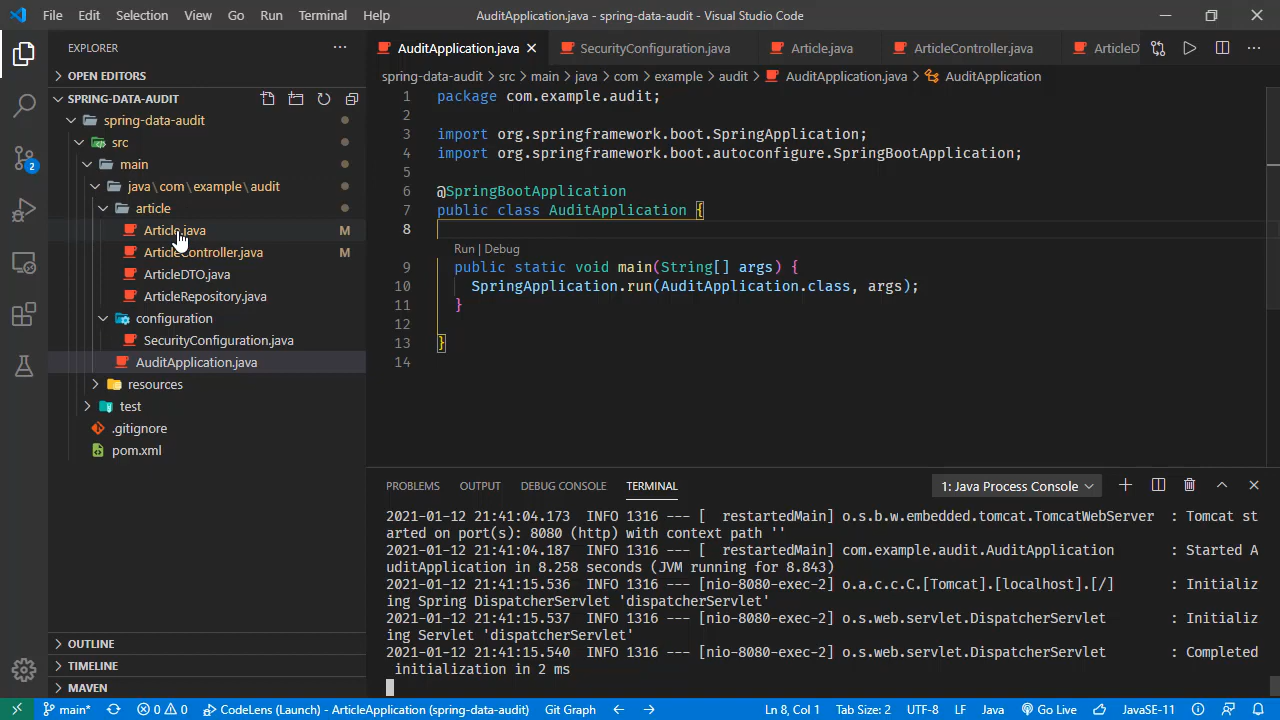 File Edit Selection View Go Run Terminal Help AuditApplication.java - spring-data-audit - Visual Studio Code
EXPLORER
OPEN EDITORS
SPRING-DATA-AUDIT
spring-data-audit
src
main
java\com\example\audit
article
Article.java M
ArticleController.java M
ArticleDTO.java
ArticleRepository.java
configuration
SecurityConfiguration.java
AuditApplication.java
resources
test
.gitignore
pom.xml
OUTLINE
TIMELINE
MAVEN
2
AuditApplication.java SecurityConfiguration.java Article.java ArticleController.java ArticleD
spring-data-audit > src > main > java > com > example > audit > AuditApplication.java > AuditApplication
1 package com.example.audit;
2
3 import org.springframework.boot.SpringApplication;
4 import org.springframework.boot.autoconfigure.SpringBootApplication;
5
6 @SpringBootApplication
7 public class AuditApplication {
8
Run | Debug
9 public static void main(String[] args) {
10 SpringApplication.run(AuditApplication.class, args);
11 }
12
13 }
14
PROBLEMS OUTPUT DEBUG CONSOLE TERMINAL 1: Java Process Console
2021-01-12 21:41:04.173  INFO 1316 --- [  restartedMain] o.s.b.w.embedded.tomcat.TomcatWebServer  : Tomcat st
arted on port(s): 8080 (http) with context path ''
2021-01-12 21:41:04.187  INFO 1316 --- [  restartedMain] com.example.audit.AuditApplication       : Started A
uditApplication in 8.258 seconds (JVM running for 8.843)
2021-01-12 21:41:15.536  INFO 1316 --- [nio-8080-exec-2] o.a.c.c.C.[Tomcat].[localhost].[/]       : Initializ
ing Spring DispatcherServlet 'dispatcherServlet'
2021-01-12 21:41:15.537  INFO 1316 --- [nio-8080-exec-2] o.s.web.servlet.DispatcherServlet        : Initializ
ing Servlet 'dispatcherServlet'
2021-01-12 21:41:15.540  INFO 1316 --- [nio-8080-exec-2] o.s.web.servlet.DispatcherServlet        : Completed
initialization in 2 ms
main* 0 0 CodeLens (Launch) - ArticleApplication (spring-data-audit) Git Graph Ln 8, Col 1 Tab Size: 2 UTF-8 LF Java Go Live JavaSE-11